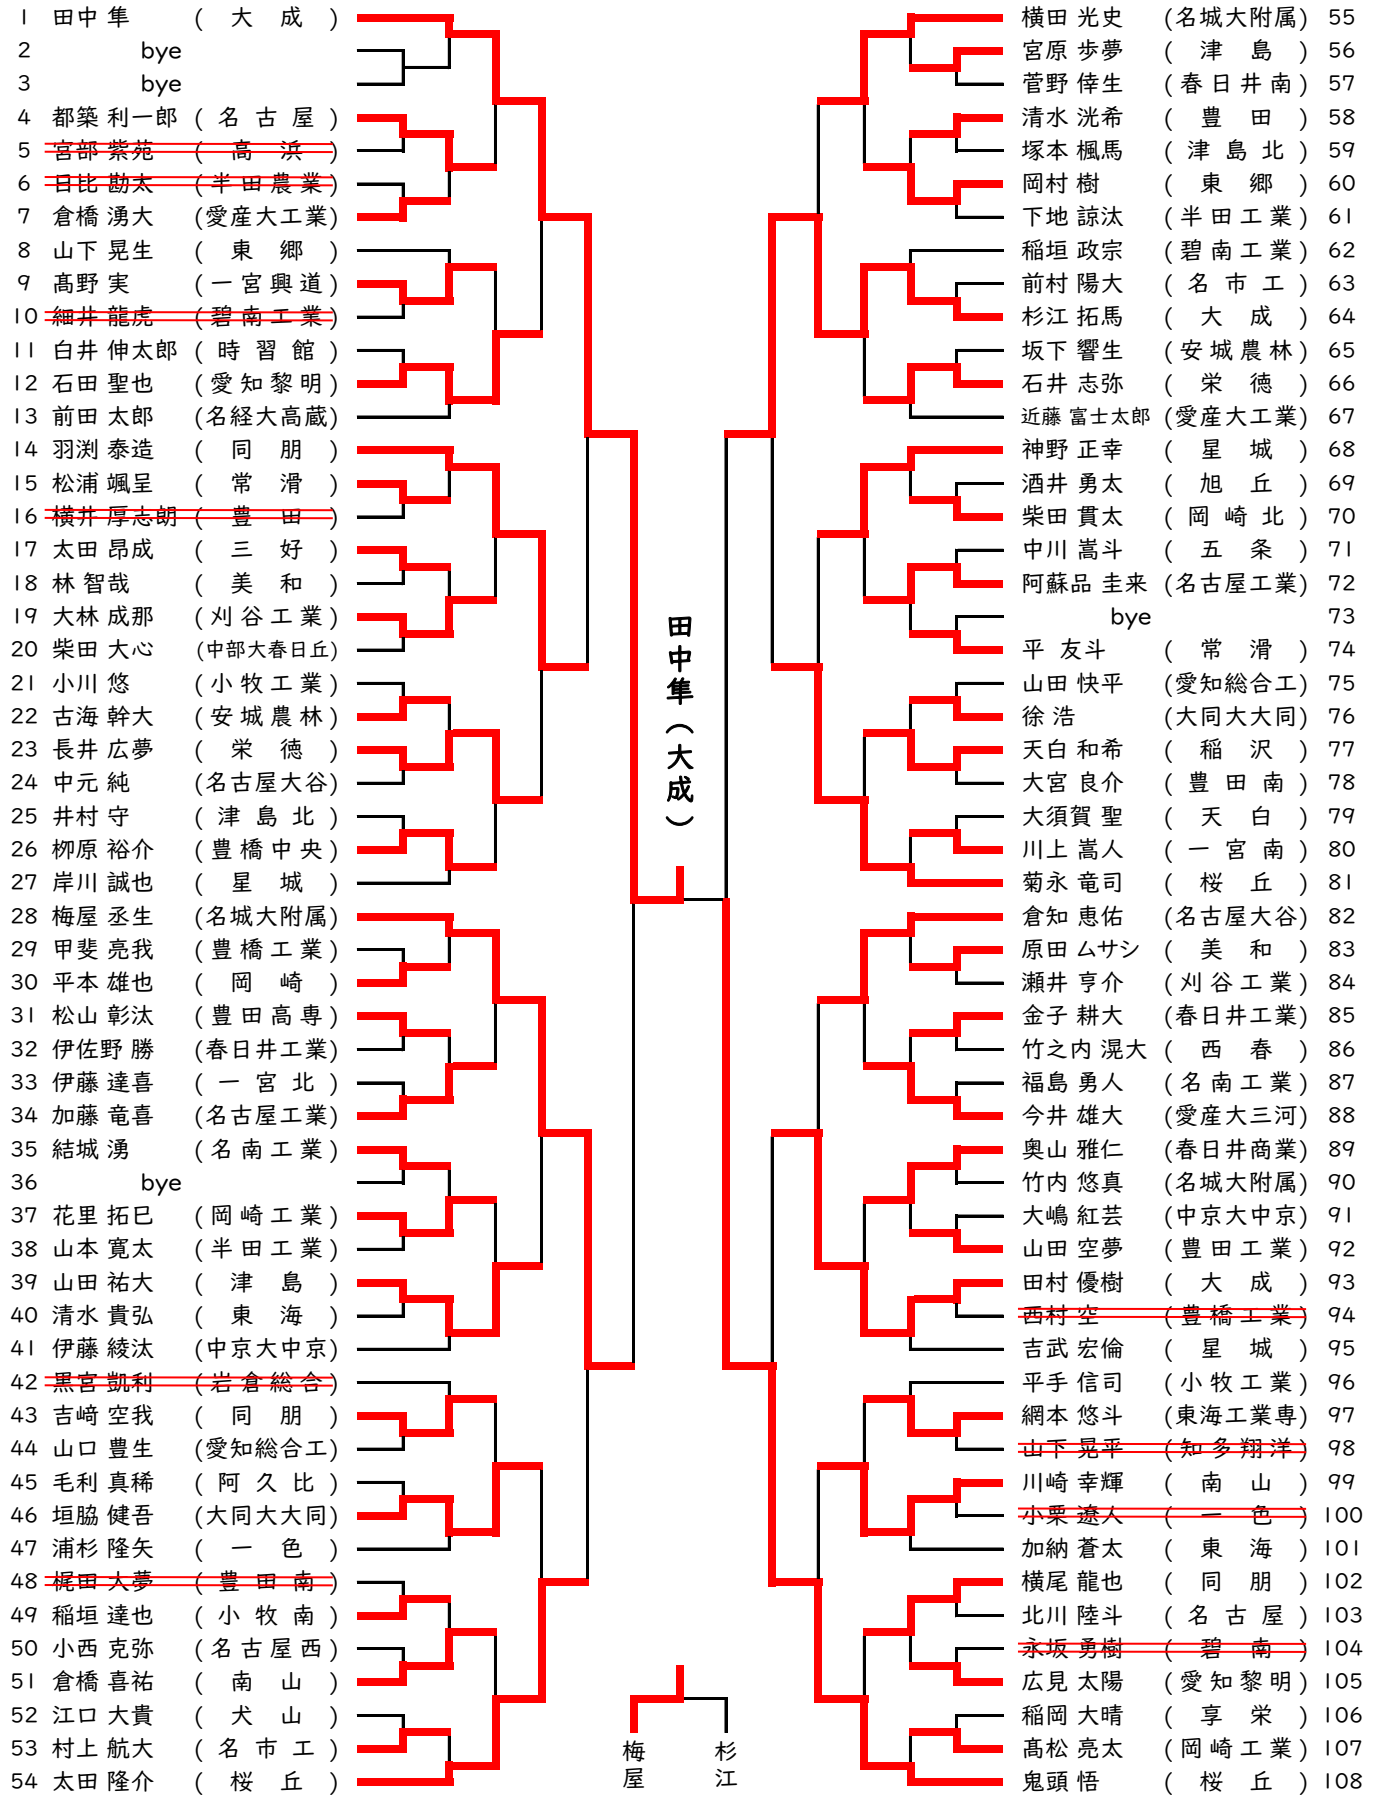 1 田中 隼 ( 大 成 )
2 bye
3 bye
4 都築 利一郎 ( 名 古 屋 )
5 宮部 紫苑 ( 高 浜 )
6 日比 勘太 ( 半 田 農 業 )
7 倉橋 湧大 (愛産大工業)
8 山下 晃生 ( 東 郷 )
9 髙野 実 ( 一 宮 興 道 )
10 細井 龍虎 ( 碧 南 工 業 )
11 白井 伸太郎 ( 時 習 館 )
12 石田 聖也 ( 愛 知 黎 明 )
13 前田 太郎 (名経大高蔵)
14 羽渕 泰造 ( 同 朋 )
15 松浦 颯呈 ( 常 滑 )
16 横井 厚志朗 ( 豊 田 )
17 太田 昂成 ( 三 好 )
18 林 智哉 ( 美 和 )
19 大林 成那 ( 刈 谷 工 業 )
20 柴田 大心 (中部大春日丘)
21 小川 悠 ( 小 牧 工 業 )
22 古海 幹大 ( 安 城 農 林 )
23 長井 広夢 ( 栄 徳 )
24 中元 純 (名古屋大谷)
25 井村 守 ( 津 島 北 )
26 栁原 裕介 ( 豊 橋 中 央 )
27 岸川 誠也 ( 星 城 )
28 梅屋 丞生 (名城大附属)
29 甲斐 亮我 ( 豊 橋 工 業 )
30 平本 雄也 ( 岡 崎 )
31 松山 彰汰 ( 豊 田 高 専 )
32 伊佐野 勝 (春日井工業)
33 伊藤 達喜 ( 一 宮 北 )
34 加藤 竜喜 (名古屋工業)
35 結城 湧 ( 名 南 工 業 )
36 bye
37 花里 拓巳 ( 岡 崎 工 業 )
38 山本 寛太 ( 半 田 工 業 )
39 山田 祐大 ( 津 島 )
40 清水 貴弘 ( 東 海 )
41 伊藤 綾汰 (中京大中京)
42 黒宮 凱利 ( 岩 倉 総 合 )
43 吉﨑 空我 ( 同 朋 )
44 山口 豊生 (愛知総合工)
45 毛利 真稀 ( 阿 久 比 )
46 垣脇 健吾 (大同大大同)
47 浦杉 隆矢 ( 一 色 )
48 梶田 大夢 ( 豊 田 南 )
49 稲垣 達也 ( 小 牧 南 )
50 小西 克弥 ( 名 古 屋 西 )
51 倉橋 喜祐 ( 南 山 )
52 江口 大貴 ( 犬 山 )
53 村上 航大 ( 名 市 工 )
54 太田 隆介 ( 桜 丘 )
田中隼(大成)
梅屋
杉江
横田 光史 (名城大附属) 55
宮原 歩夢 ( 津 島 ) 56
菅野 倖生 ( 春 日 井 南 ) 57
清水 洸希 ( 豊 田 ) 58
塚本 楓馬 ( 津 島 北 ) 59
岡村 樹 ( 東 郷 ) 60
下地 諒汰 ( 半 田 工 業 ) 61
稲垣 政宗 ( 碧 南 工 業 ) 62
前村 陽大 ( 名 市 工 ) 63
杉江 拓馬 ( 大 成 ) 64
坂下 響生 ( 安 城 農 林 ) 65
石井 志弥 ( 栄 徳 ) 66
近藤 富士太郎 (愛産大工業) 67
神野 正幸 ( 星 城 ) 68
酒井 勇太 ( 旭 丘 ) 69
柴田 貫太 ( 岡 崎 北 ) 70
中川 嵩斗 ( 五 条 ) 71
阿蘇品 圭来 (名古屋工業) 72
bye 73
平 友斗 ( 常 滑 ) 74
山田 快平 (愛知総合工) 75
徐 浩 (大同大大同) 76
天白 和希 ( 稲 沢 ) 77
大宮 良介 ( 豊 田 南 ) 78
大須賀 聖 ( 天 白 ) 79
川上 嵩人 ( 一 宮 南 ) 80
菊永 竜司 ( 桜 丘 ) 81
倉知 恵佑 (名古屋大谷) 82
原田 ムサシ ( 美 和 ) 83
瀬井 亨介 ( 刈 谷 工 業 ) 84
金子 耕大 (春日井工業) 85
竹之内 滉大 ( 西 春 ) 86
福島 勇人 ( 名 南 工 業 ) 87
今井 雄大 (愛産大三河) 88
奥山 雅仁 (春日井商業) 89
竹内 悠真 (名城大附属) 90
大嶋 紅芸 (中京大中京) 91
山田 空夢 ( 豊 田 工 業 ) 92
田村 優樹 ( 大 成 ) 93
西村 空 ( 豊 橋 工 業 ) 94
吉武 宏倫 ( 星 城 ) 95
平手 信司 ( 小 牧 工 業 ) 96
網本 悠斗 (東海工業専) 97
山下 晃平 ( 知 多 翔 洋 ) 98
川崎 幸輝 ( 南 山 ) 99
小栗 遼人 ( 一 色 ) 100
加納 蒼太 ( 東 海 ) 101
横尾 龍也 ( 同 朋 ) 102
北川 陸斗 ( 名 古 屋 ) 103
永坂 勇樹 ( 碧 南 ) 104
広見 太陽 ( 愛 知 黎 明 ) 105
稲岡 大晴 ( 享 栄 ) 106
髙松 亮太 ( 岡 崎 工 業 ) 107
鬼頭 悟 ( 桜 丘 ) 108